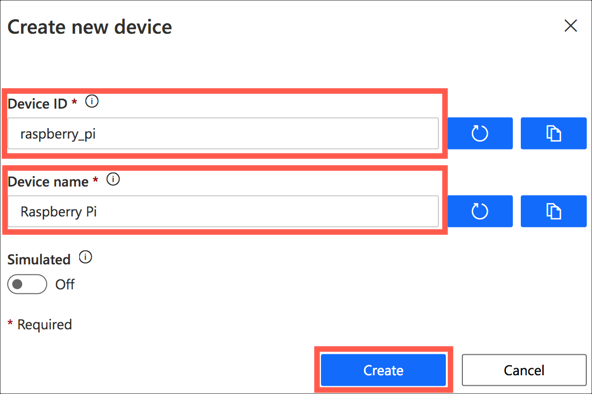 Create new device
Device ID *
raspberry_pi
Device name *
Raspberry Pi
Simulated
Off
* Required
Create Cancel